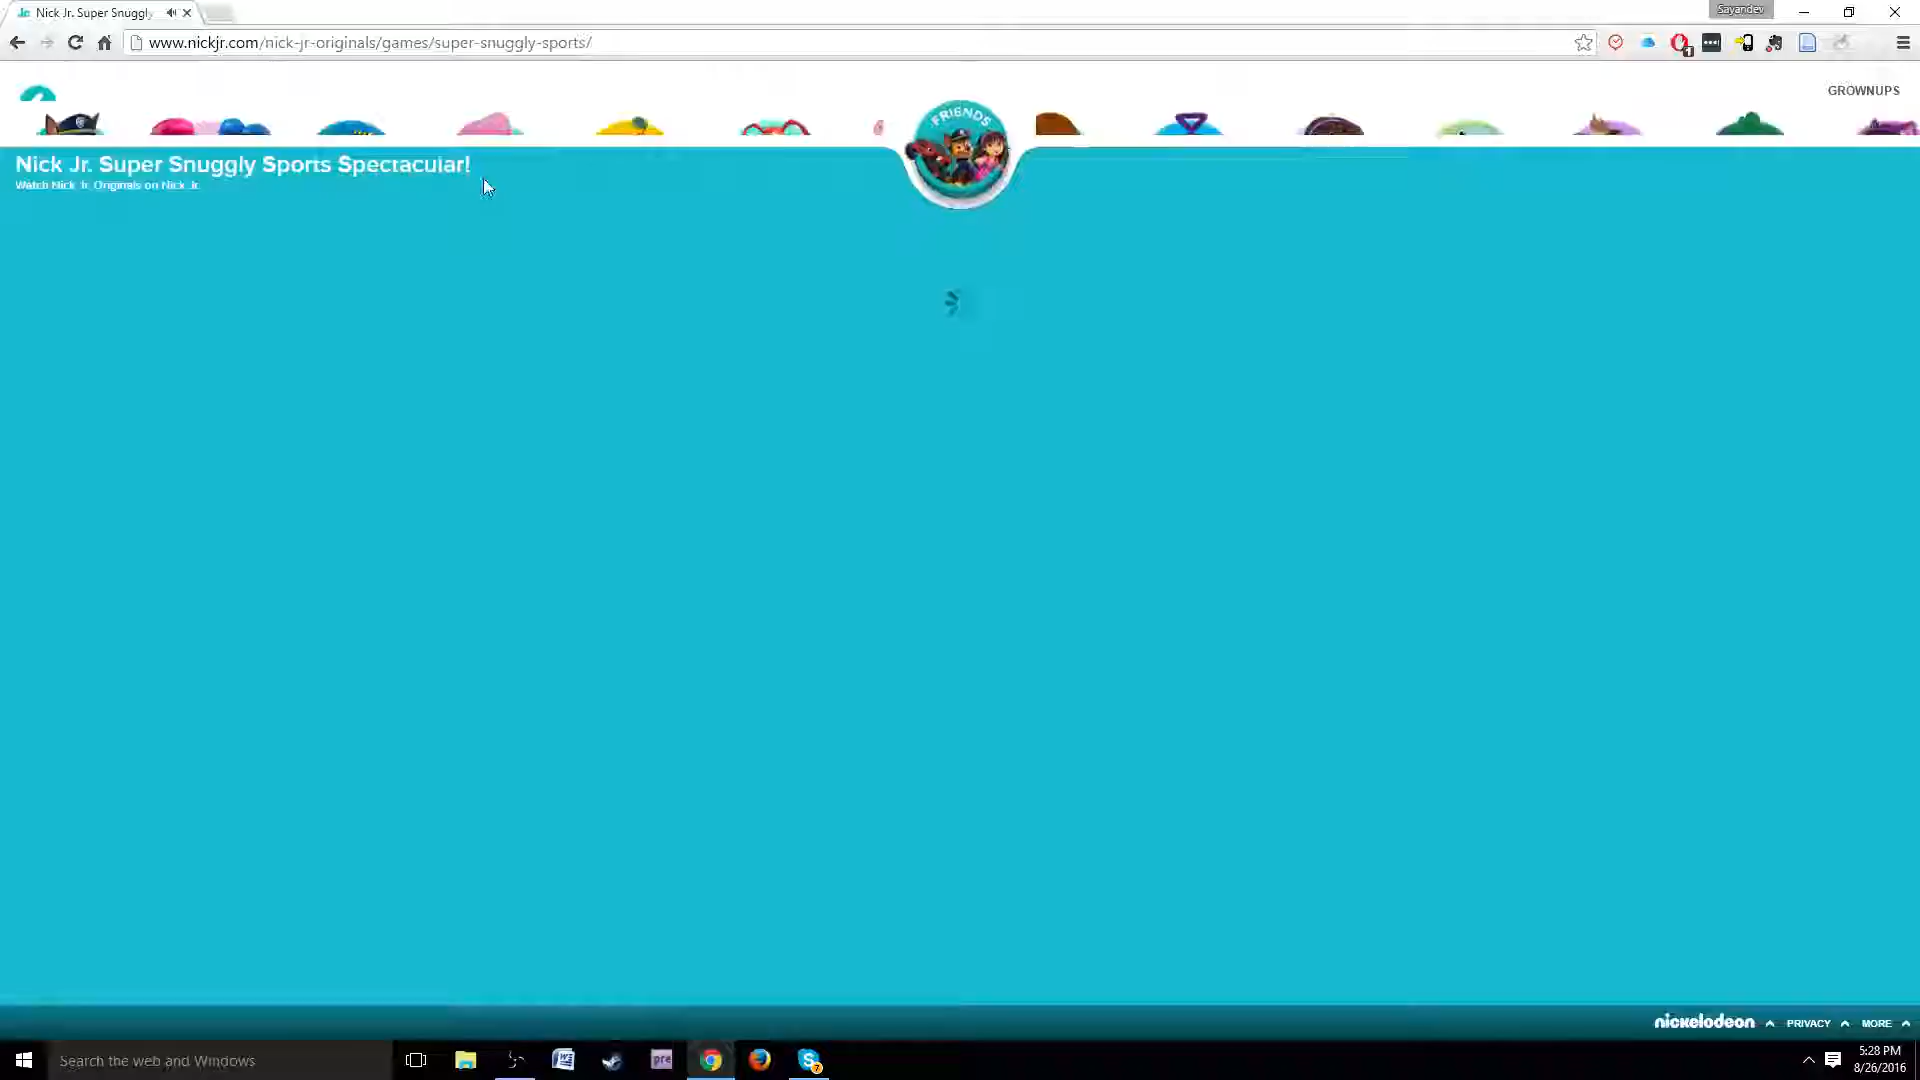 Nick Jr. Super Snuggly
Sayandev
www.nickjr.com/nick-jr-originals/games/super-snuggly-sports/
GROWNUPS
FRIENDS
Nick Jr. Super Snuggly Sports Spectacular!
Watch Nick Jr. Originals on Nick Jr.
nickelodeon
PRIVACY
MORE
Search the web and Windows
pre
7
5:28 PM
8/26/2016